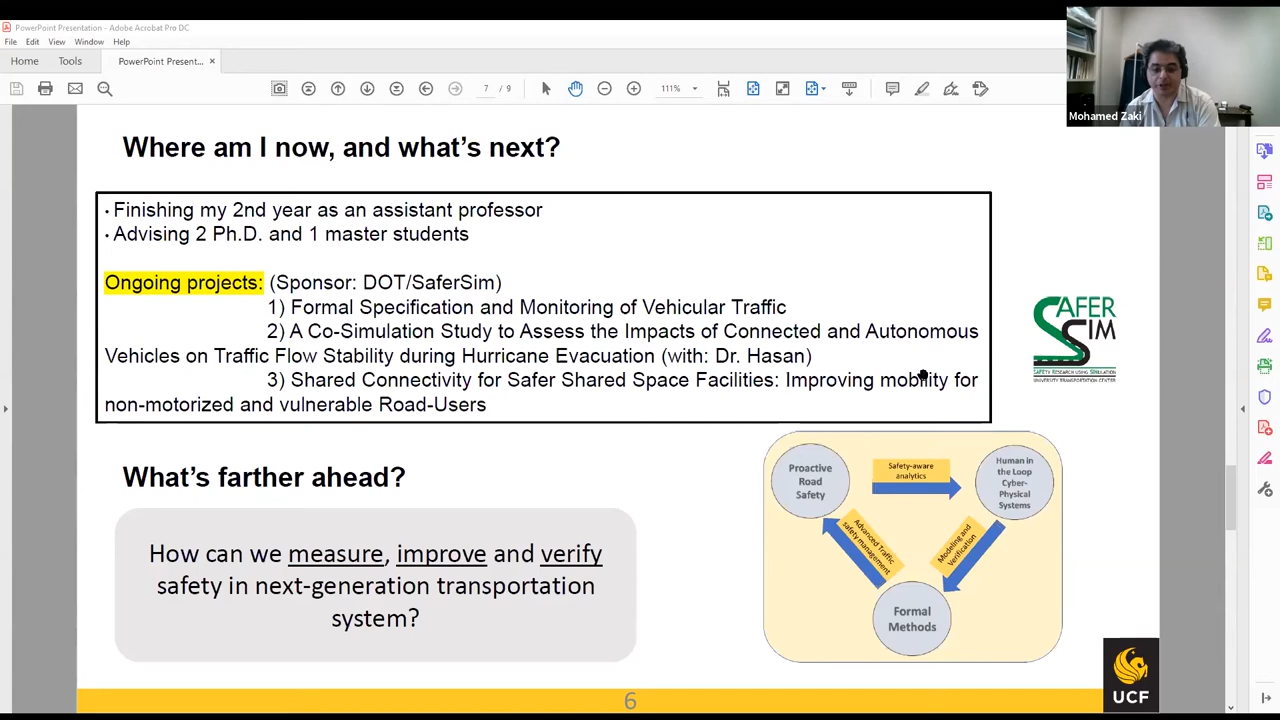 PowerPoint Presentation - Adobe Acrobat Pro DC
File Edit View Window Help
Home Tools PowerPoint Present... ×
7 / 9 111%
Mohamed Zaki
Where am I now, and what's next?
• Finishing my 2nd year as an assistant professor
• Advising 2 Ph.D. and 1 master students
Ongoing projects: (Sponsor: DOT/SaferSim)
1) Formal Specification and Monitoring of Vehicular Traffic
2) A Co-Simulation Study to Assess the Impacts of Connected and Autonomous
Vehicles on Traffic Flow Stability during Hurricane Evacuation (with: Dr. Hasan)
3) Shared Connectivity for Safer Shared Space Facilities: Improving mobility for
non-motorized and vulnerable Road-Users
SAFER
SIM
SAFETY RESEARCH USING SIMULATION
UNIVERSITY TRANSPORTATION CENTER
What's farther ahead?
How can we measure, improve and verify
safety in next-generation transportation
system?
Proactive
Road
Safety
Safety-aware
analytics
Human in
the Loop
Cyber-
Physical
Systems
Advanced Traffic
safety management
Modeling and
Verification
Formal
Methods
UCF
6